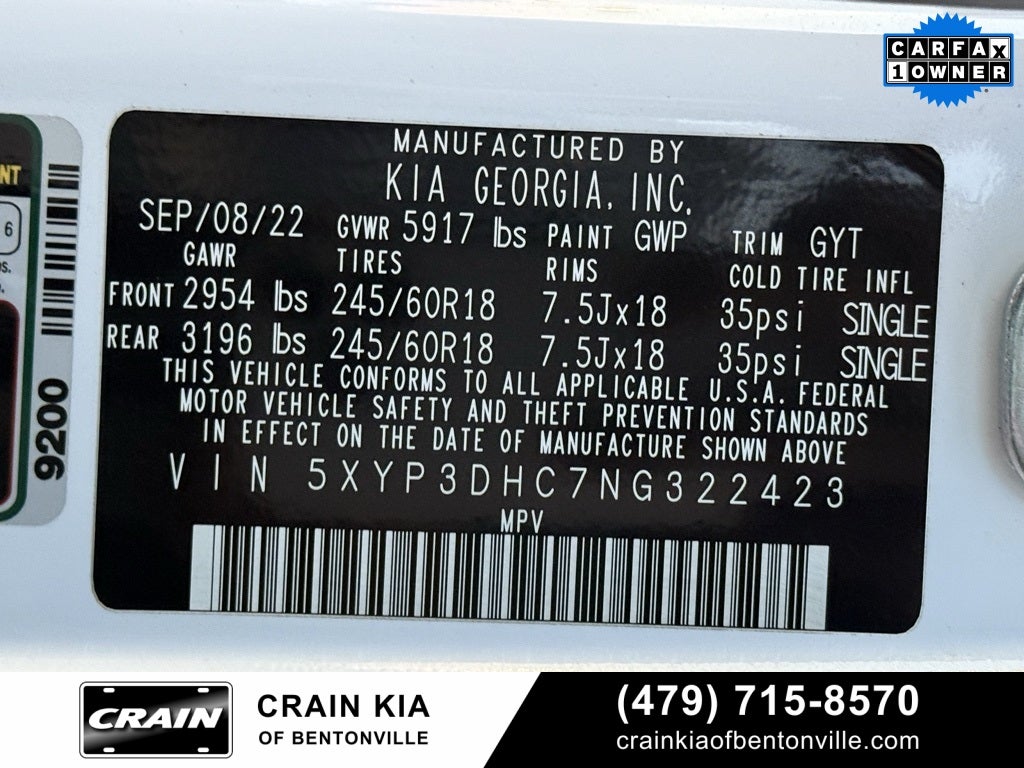 CARFAX
1 OWNER
MANUFACTURED BY
KIA GEORGIA, INC.
SEP/08/22 GVWR 5917 lbs PAINT GWP TRIM GYT
GAWR TIRES RIMS COLD TIRE INFL
FRONT 2954 lbs 245/60R18 7.5Jx18 35psi SINGLE
REAR 3196 lbs 245/60R18 7.5Jx18 35psi SINGLE
THIS VEHICLE CONFORMS TO ALL APPLICABLE U.S.A. FEDERAL
MOTOR VEHICLE SAFETY AND THEFT PREVENTION STANDARDS
IN EFFECT ON THE DATE OF MANUFACTURE SHOWN ABOVE
VIN 5XYP3DHC7NG322423
MPV
6
9200
CRAIN
CRAIN KIA
OF BENTONVILLE
(479) 715-8570
crainkiaofbentonville.com